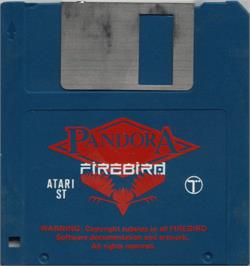 PANDORA
FIREBIRD
ATARI
ST
T
WARNING: Copyright subsists in all FIREBIRD
Software documentation and artwork.
All rights reserved.